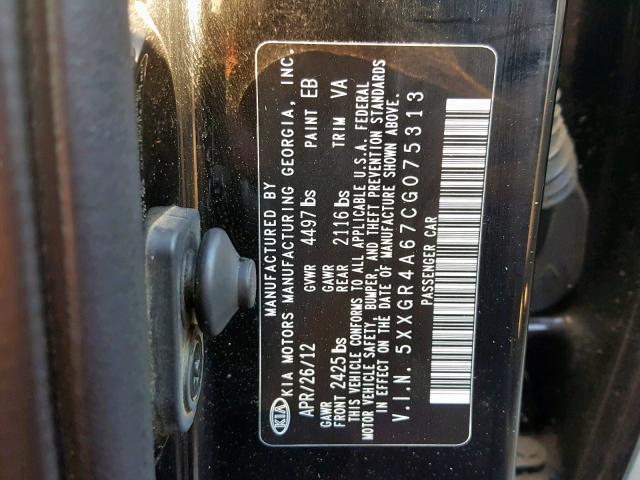 MANUFACTURED BY
KIA KIA MOTORS MANUFACTURING GEORGIA, INC.
APR/26/12 GVWR 4497 lbs PAINT EB
GAWR GAWR
FRONT 2425 lbs REAR 2116 lbs TRIM VA
THIS VEHICLE CONFORMS TO ALL APPLICABLE U.S.A. FEDERAL
MOTOR VEHICLE SAFETY, BUMPER, AND THEFT PREVENTION STANDARDS
IN EFFECT ON THE DATE OF MANUFACTURE SHOWN ABOVE.
V.I.N. 5XXGR4A67CG075313
PASSENGER CAR